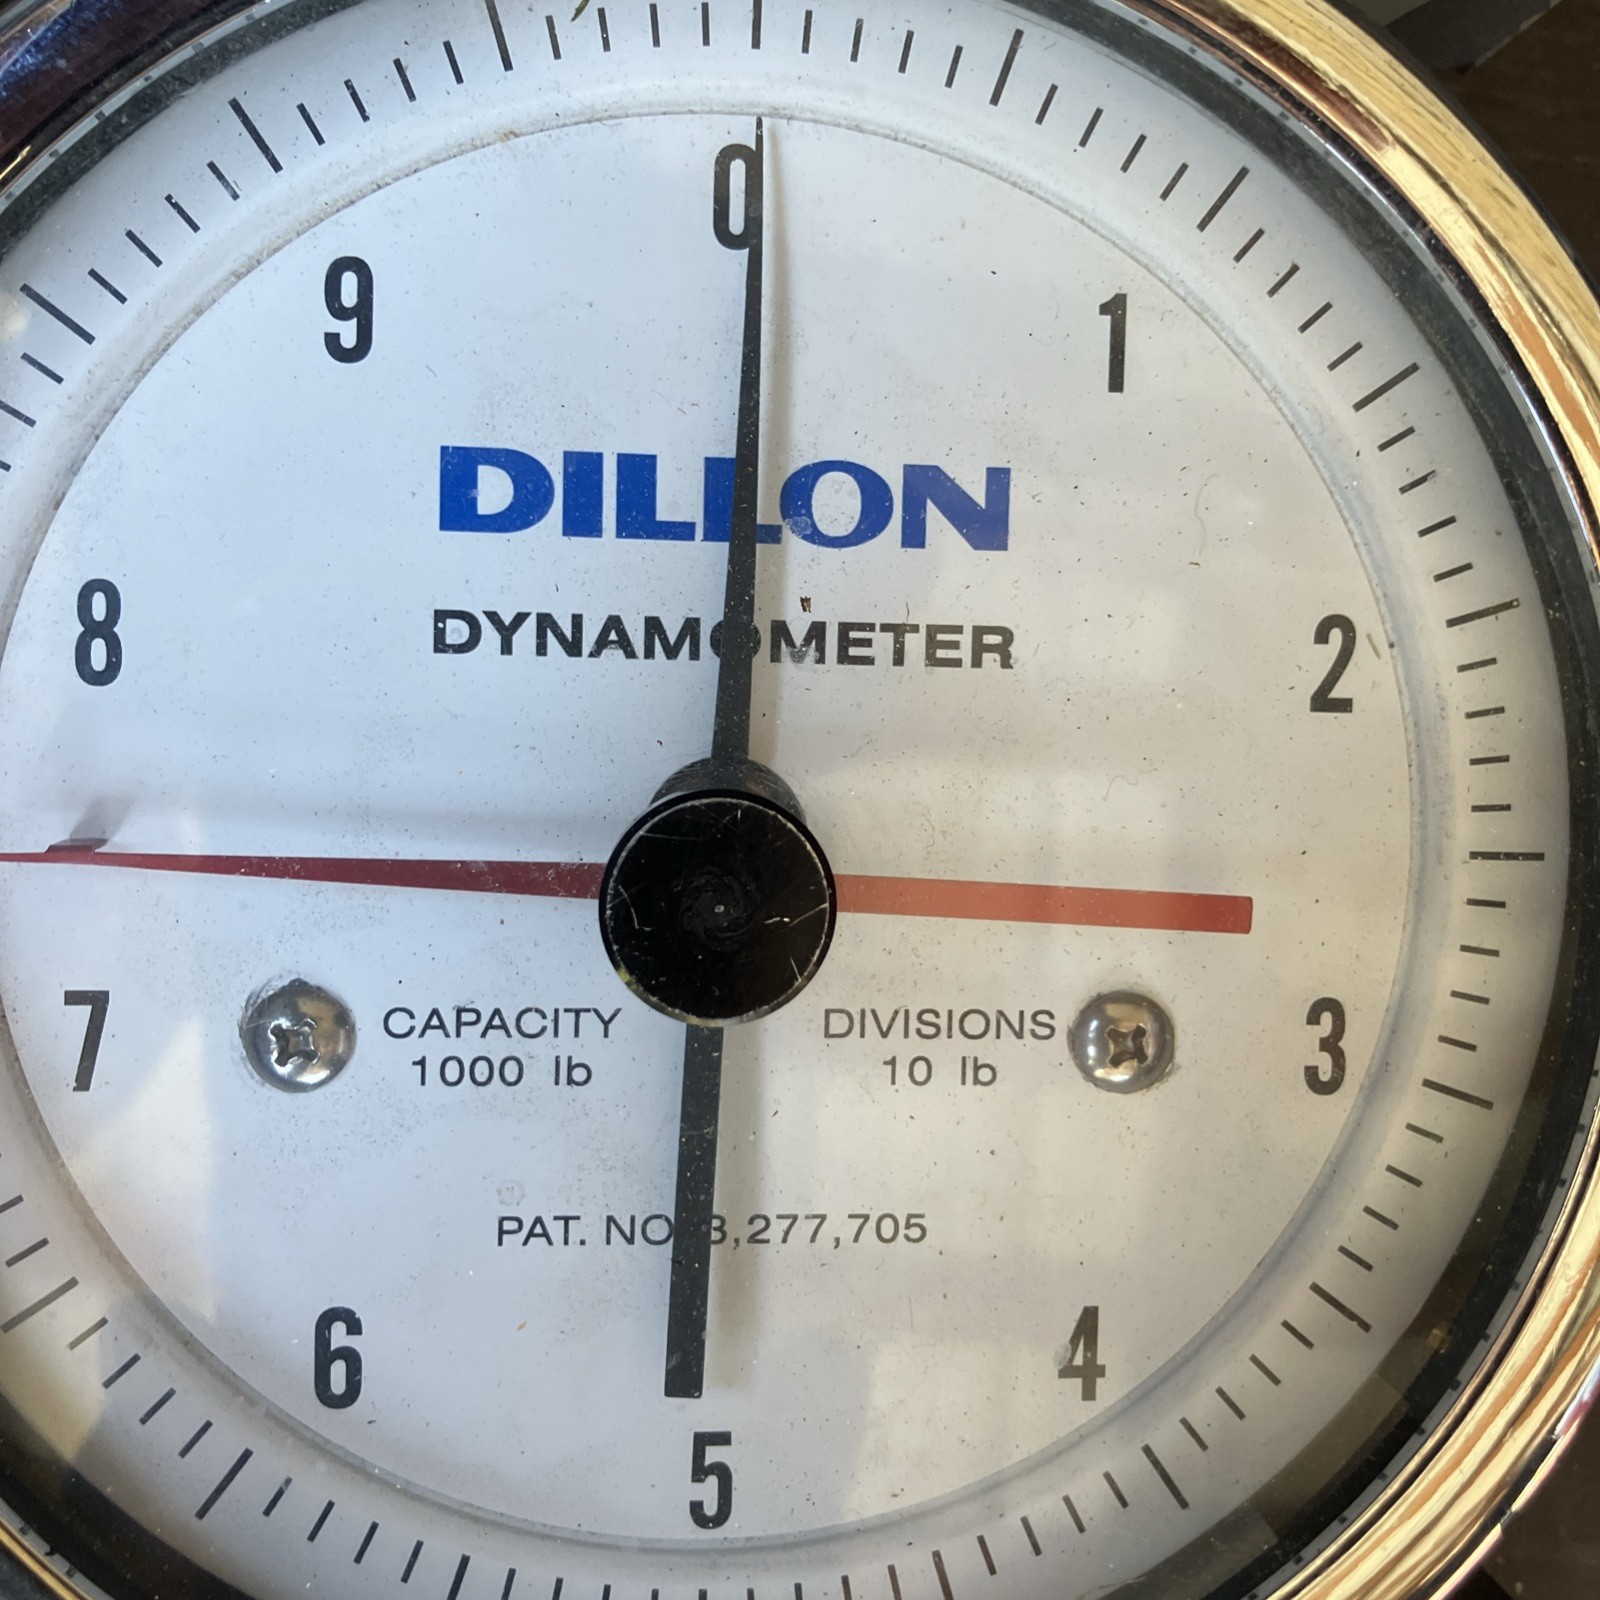 0
9
1
DILLON
8
DYNAMOMETER
2
7
CAPACITY
1000 lb
DIVISIONS
10 lb
3
PAT. NO. 3,277,705
6
4
5